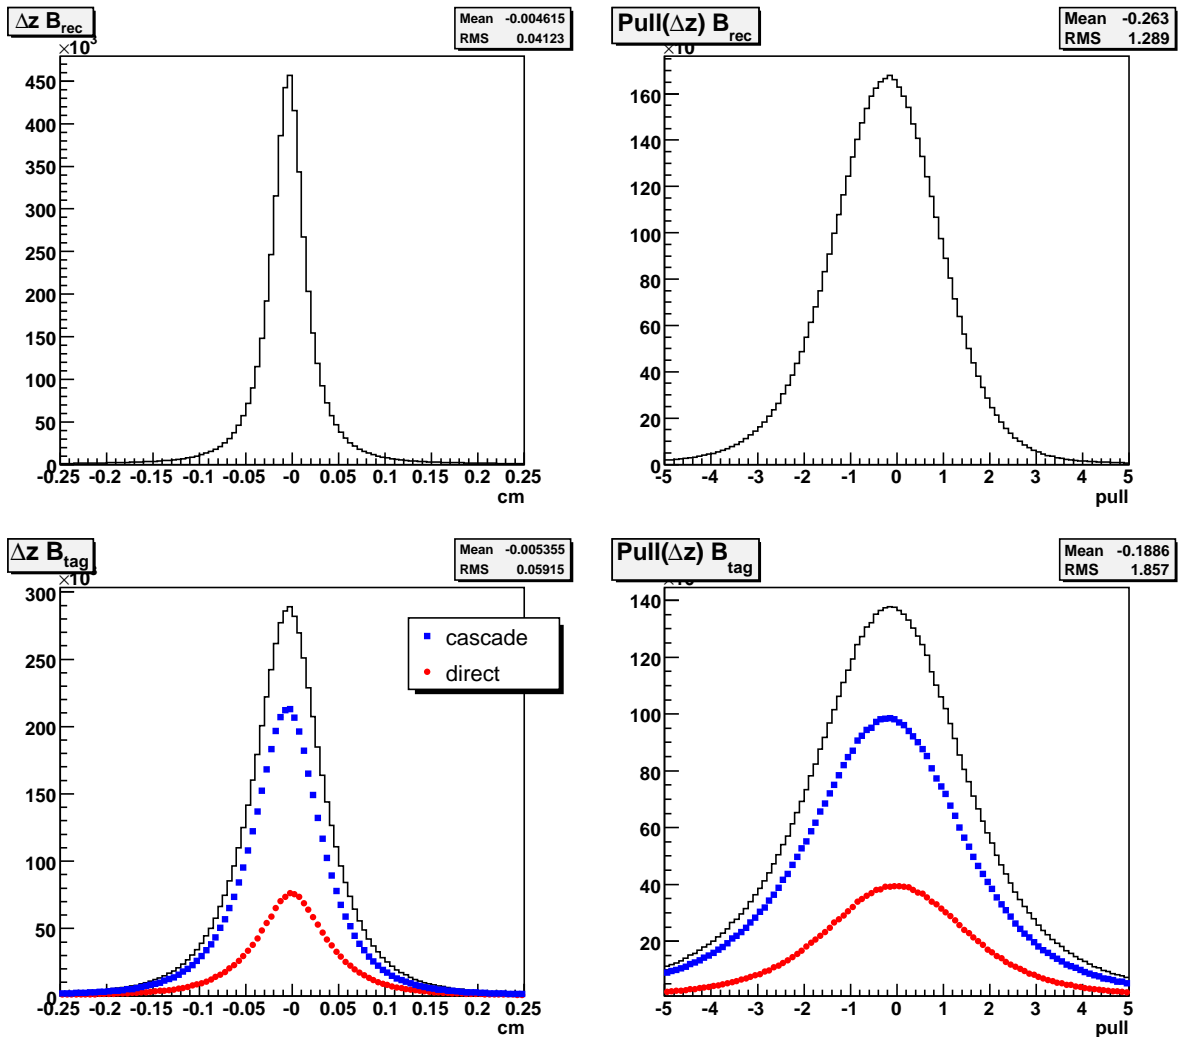 Δz B_rec
Mean -0.004615
RMS 0.04123
×10³
450
400
350
300
250
200
150
100
50
0
-0.25 -0.2 -0.15 -0.1 -0.05 -0 0.05 0.1 0.15 0.2 0.25
cm
Pull(Δz) B_rec
Mean -0.263
RMS 1.289
160
140
120
100
80
60
40
20
0
-5 -4 -3 -2 -1 0 1 2 3 4 5
pull
Δz B_tag
Mean -0.005355
RMS 0.05915
×10
300
250
200
150
100
50
0
cascade
direct
-0.25 -0.2 -0.15 -0.1 -0.05 -0 0.05 0.1 0.15 0.2 0.25
cm
Pull(Δz) B_tag
Mean -0.1886
RMS 1.857
140
120
100
80
60
40
20
-5 -4 -3 -2 -1 0 1 2 3 4 5
pull